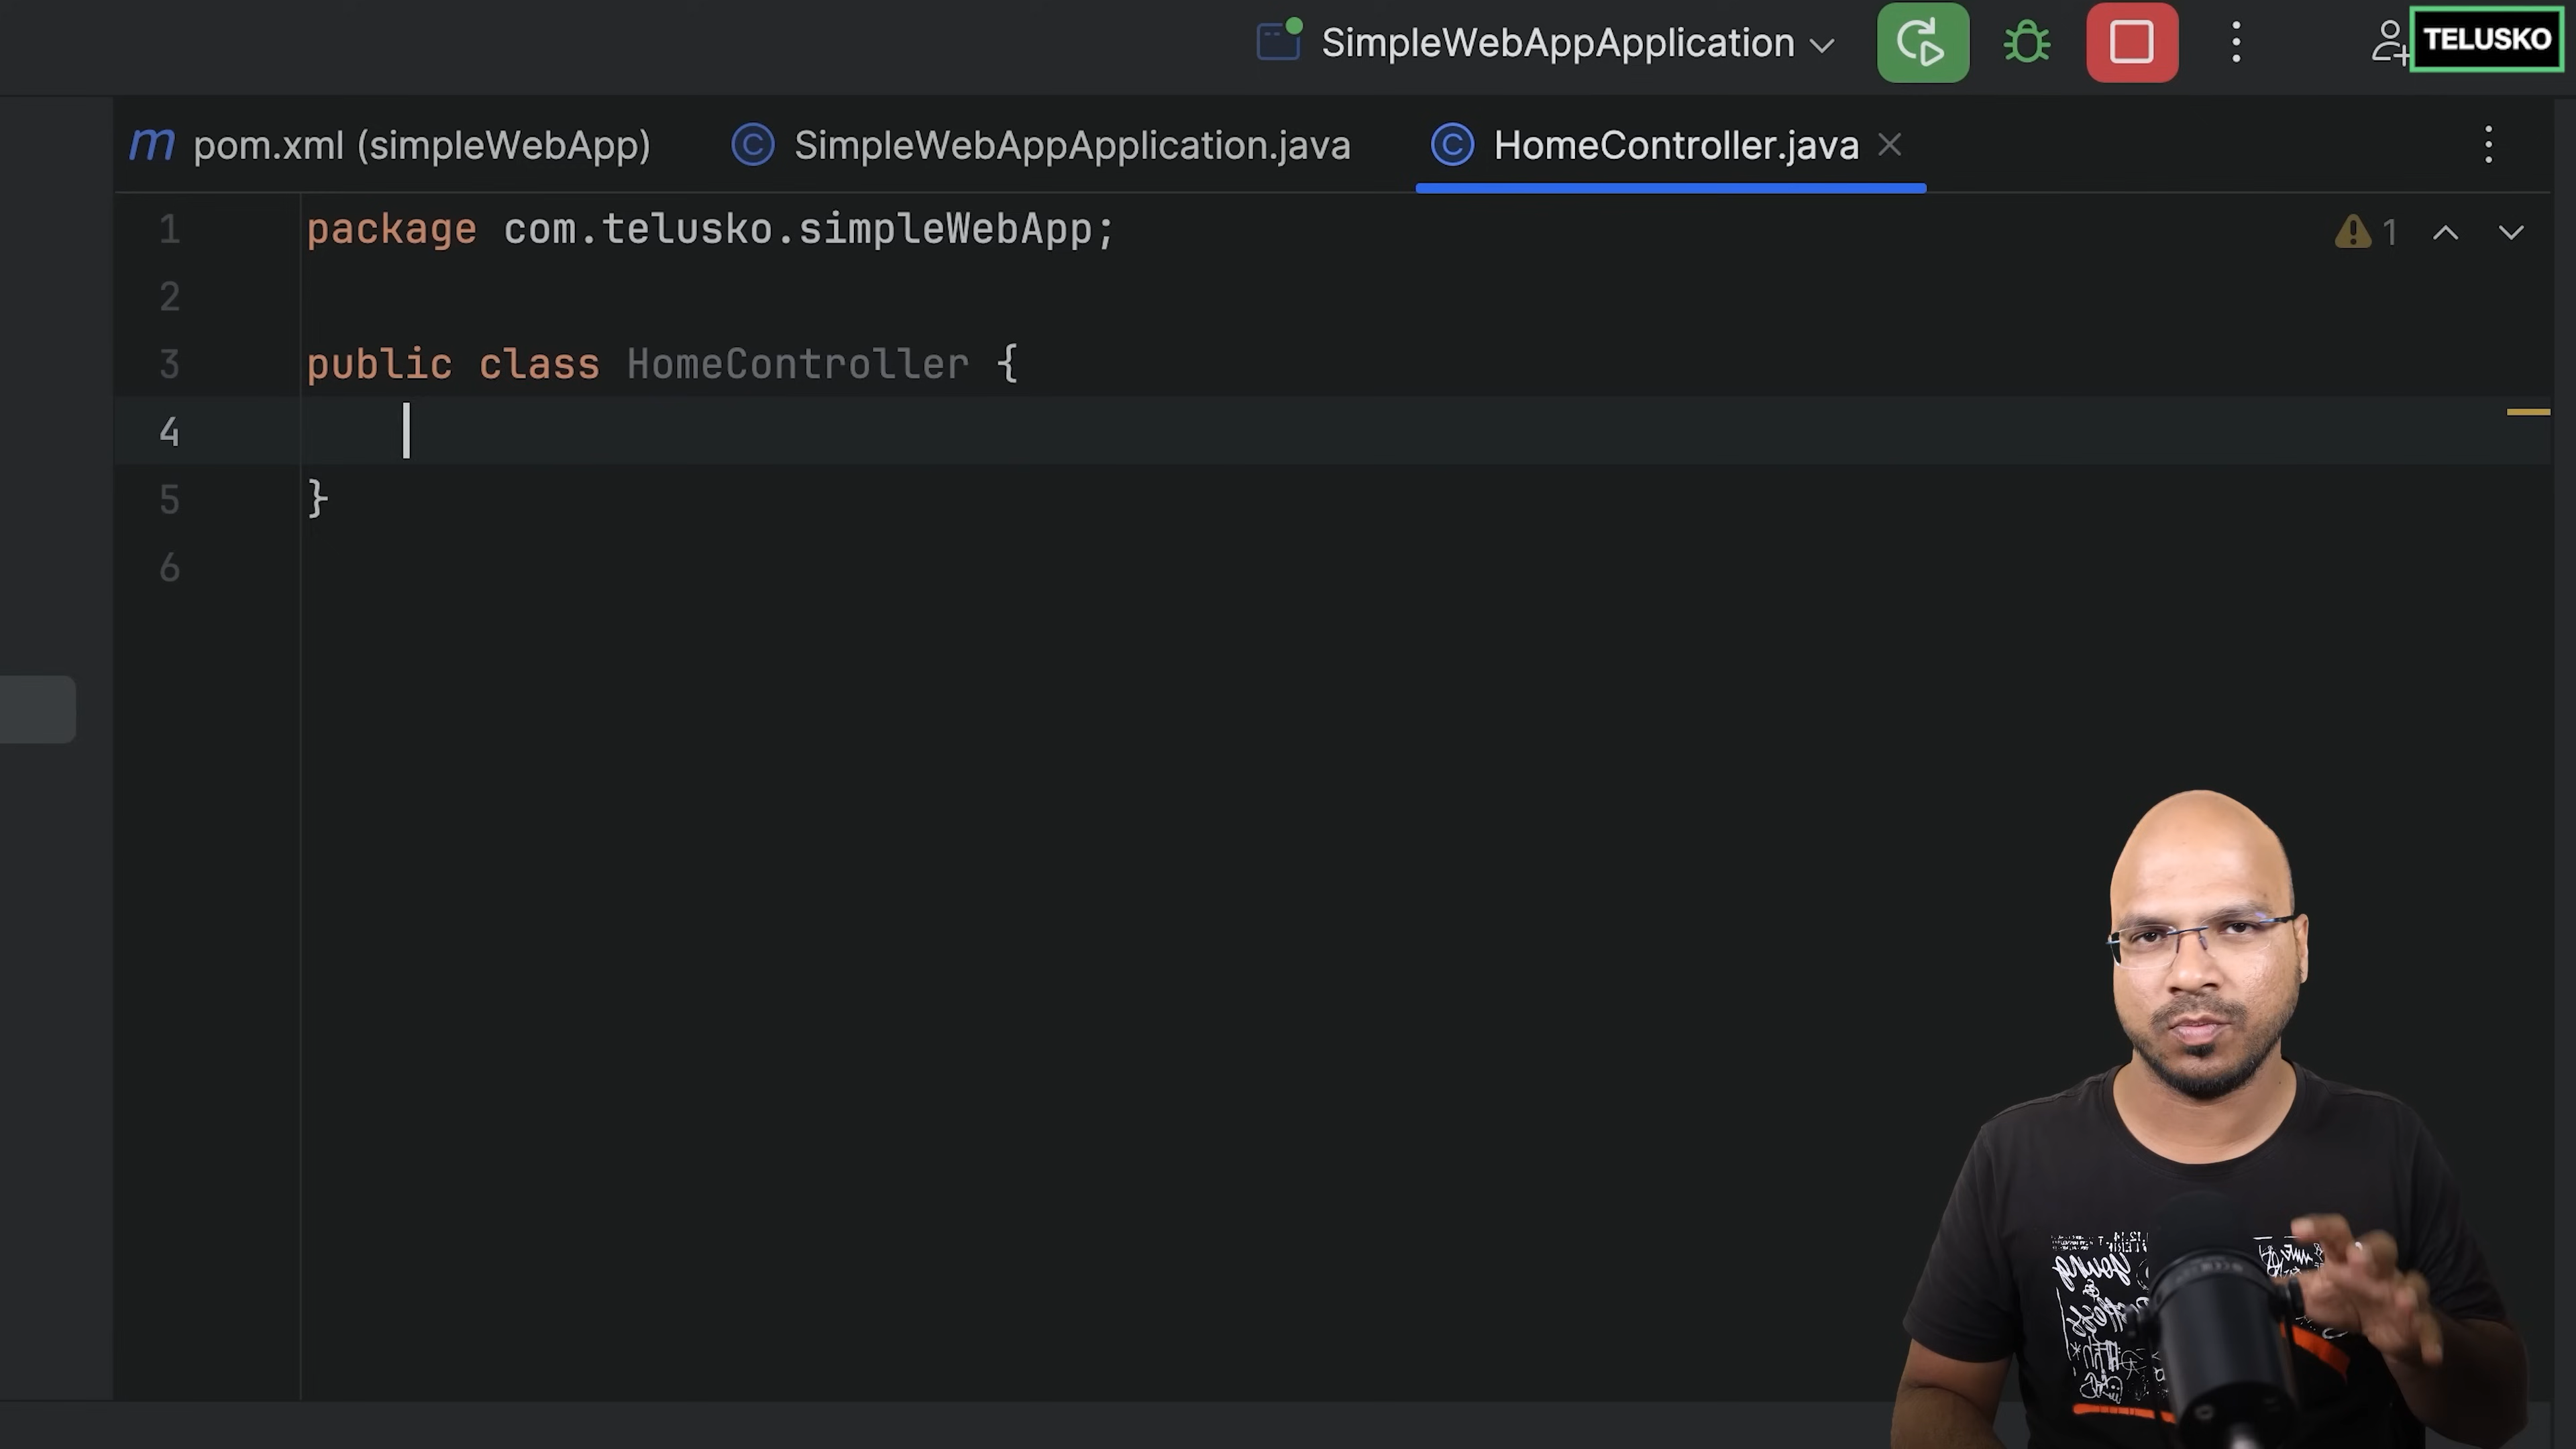 SimpleWebAppApplication
TELUSKO
pom.xml (simpleWebApp)
SimpleWebAppApplication.java
HomeController.java
1 package com.telusko.simpleWebApp;
1
2
3 public class HomeController {
4
5 }
6